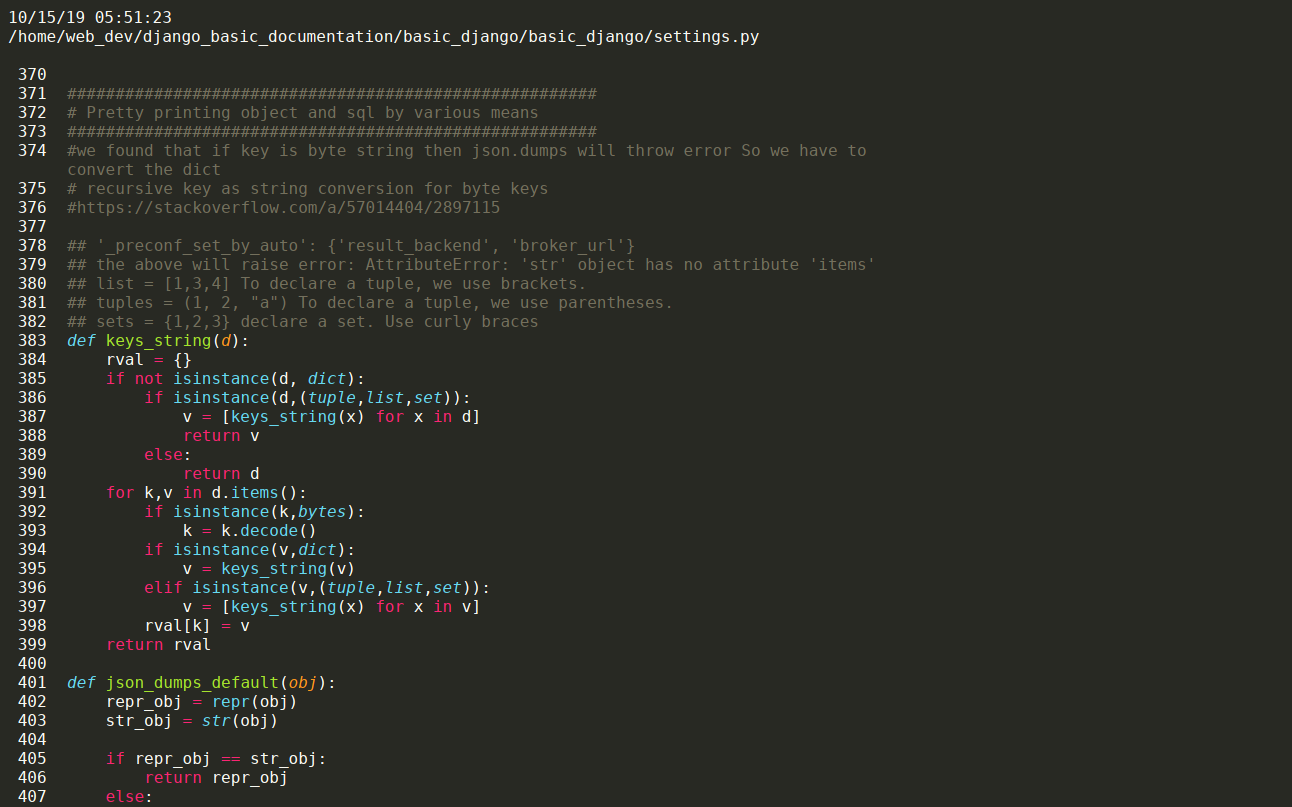 10/15/19 05:51:23
/home/web_dev/django_basic_documentation/basic_django/basic_django/settings.py
370
371  #######################################################
372  # Pretty printing object and sql by various means
373  #######################################################
374  #we found that if key is byte string then json.dumps will throw error So we have to
     convert the dict
375  # recursive key as string conversion for byte keys
376  #https://stackoverflow.com/a/57014404/2897115
377
378  ## '_preconf_set_by_auto': {'result_backend', 'broker_url'}
379  ## the above will raise error: AttributeError: 'str' object has no attribute 'items'
380  ## list = [1,3,4] To declare a tuple, we use brackets.
381  ## tuples = (1, 2, "a") To declare a tuple, we use parentheses.
382  ## sets = {1,2,3} declare a set. Use curly braces
383  def keys_string(d):
384      rval = {}
385      if not isinstance(d, dict):
386          if isinstance(d,(tuple,list,set)):
387              v = [keys_string(x) for x in d]
388              return v
389          else:
390              return d
391      for k,v in d.items():
392          if isinstance(k,bytes):
393              k = k.decode()
394          if isinstance(v,dict):
395              v = keys_string(v)
396          elif isinstance(v,(tuple,list,set)):
397              v = [keys_string(x) for x in v]
398          rval[k] = v
399      return rval
400
401  def json_dumps_default(obj):
402      repr_obj = repr(obj)
403      str_obj = str(obj)
404
405      if repr_obj == str_obj:
406          return repr_obj
407      else: